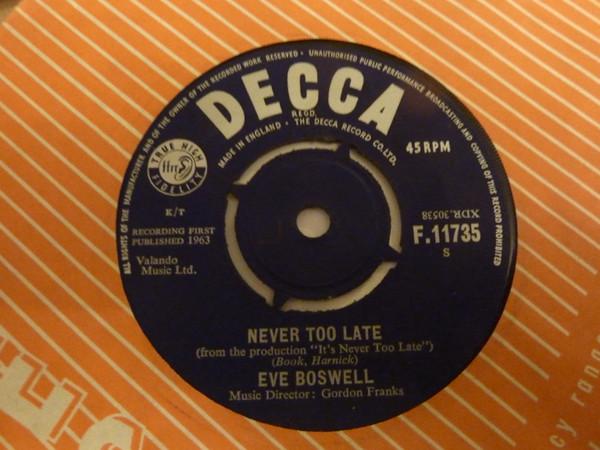 ALL RIGHTS OF THE MANUFACTURER AND OF THE OWNER OF THE RECORDED WORK RESERVED • UNAUTHORISED PUBLIC PERFORMANCE BROADCASTING AND COPYING OF THIS RECORD PROHIBITED
DECCA
REGD.
MADE IN ENGLAND • THE DECCA RECORD CO. LTD.
TRUE HIGH
ffrr
FIDELITY
45 RPM
K/T
RECORDING FIRST
PUBLISHED 1963
Valando
Music Ltd.
XDR.30538
F.11735
S
NEVER TOO LATE
(from the production "It's Never Too Late")
(Bock, Harnick)
EVE BOSWELL
Music Director: Gordon Franks